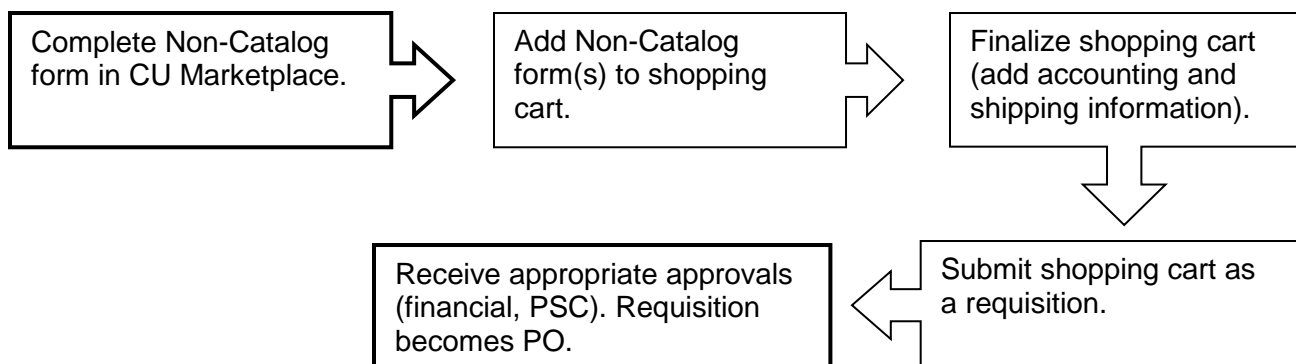 Complete Non-Catalog
form in CU Marketplace.
Add Non-Catalog
form(s) to shopping
cart.
Finalize shopping cart
(add accounting and
shipping information).
Submit shopping cart as
a requisition.
Receive appropriate approvals
(financial, PSC). Requisition
becomes PO.